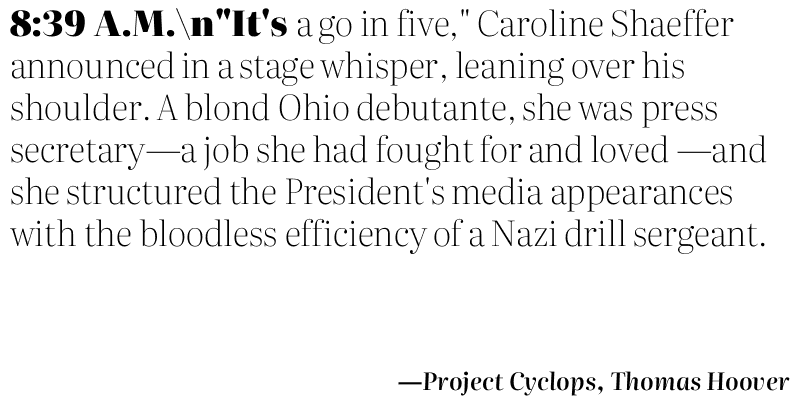 8:39 A.M.\n"It's a go in five," Caroline Shaeffer
announced in a stage whisper, leaning over his
shoulder. A blond Ohio debutante, she was press
secretary—a job she had fought for and loved —and
she structured the President's media appearances
with the bloodless efficiency of a Nazi drill sergeant.
—Project Cyclops, Thomas Hoover